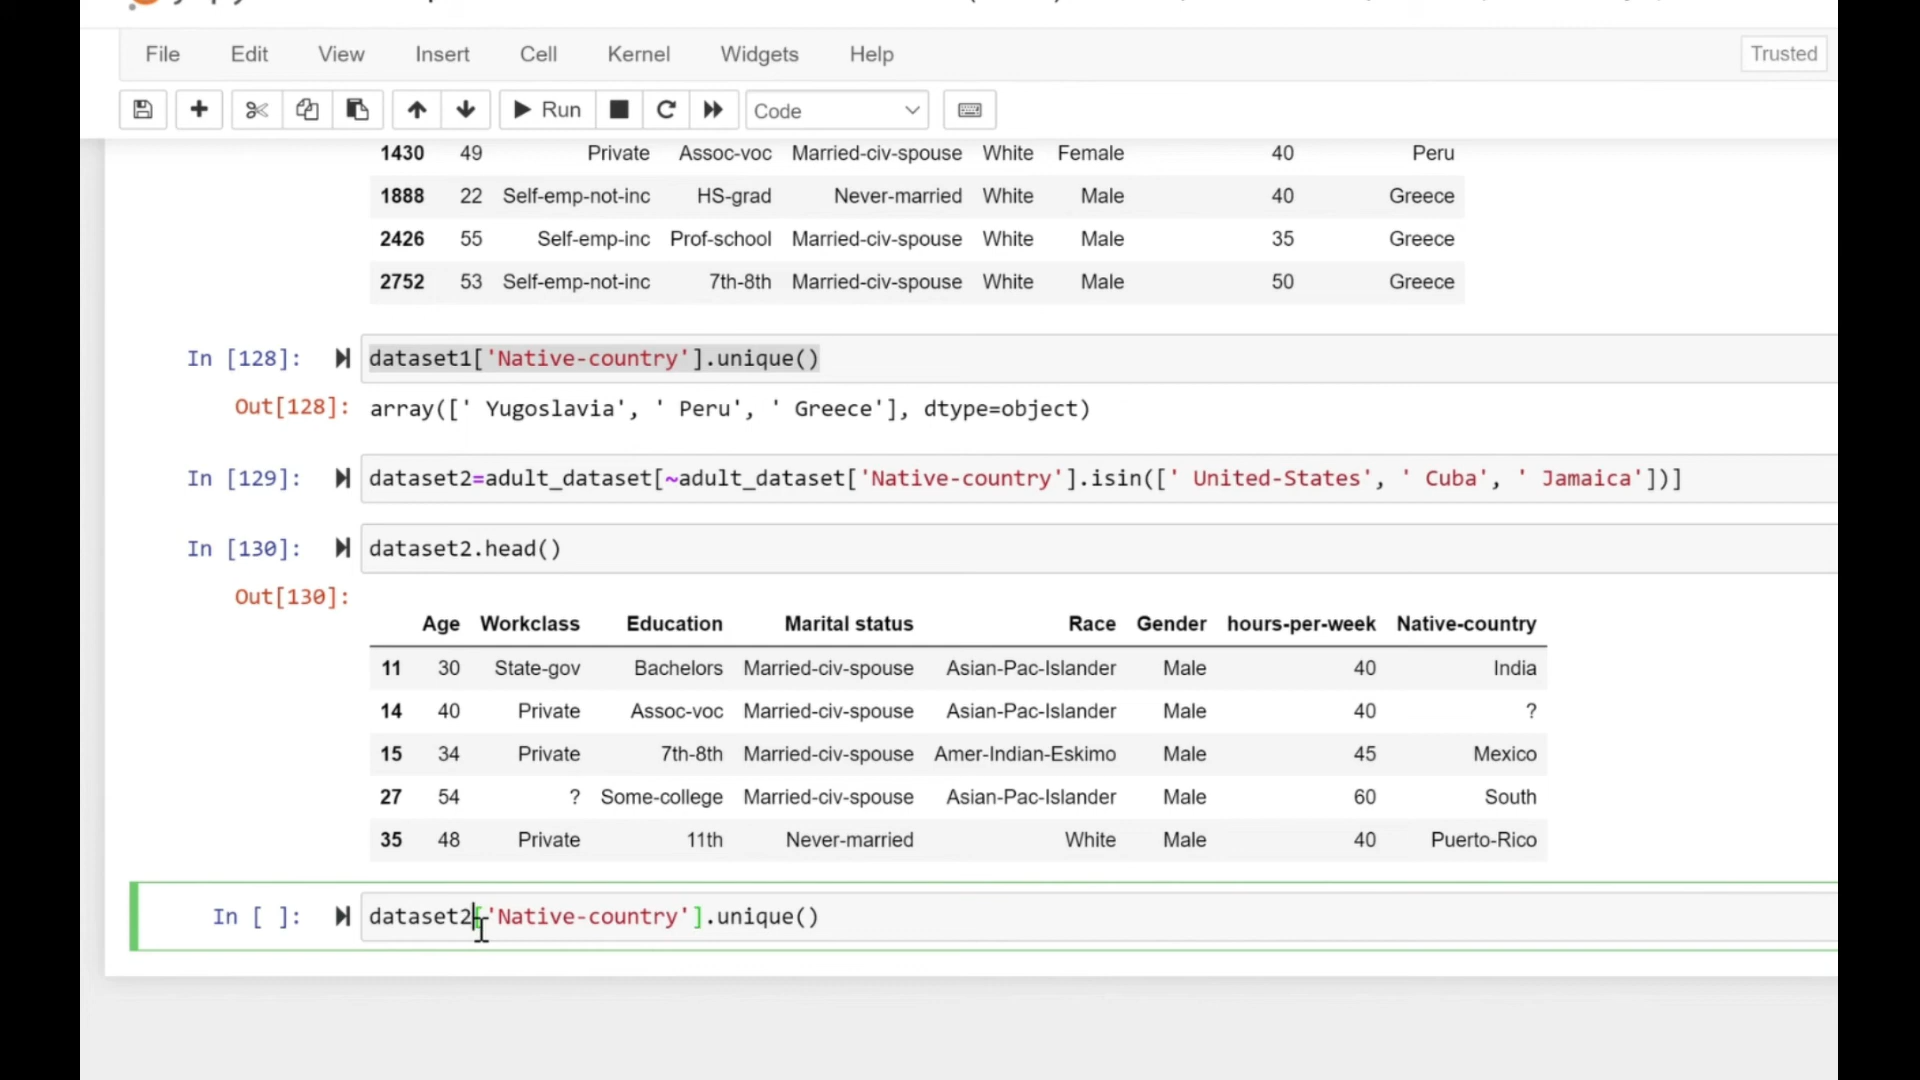 File Edit View Insert Cell Kernel Widgets Help Trusted
Run Code
1430 49 Private Assoc-voc Married-civ-spouse White Female 40 Peru
1888 22 Self-emp-not-inc HS-grad Never-married White Male 40 Greece
2426 55 Self-emp-inc Prof-school Married-civ-spouse White Male 35 Greece
2752 53 Self-emp-not-inc 7th-8th Married-civ-spouse White Male 50 Greece
In [128]: dataset1['Native-country'].unique()
Out[128]: array([' Yugoslavia', ' Peru', ' Greece'], dtype=object)
In [129]: dataset2=adult_dataset[~adult_dataset['Native-country'].isin([' United-States', ' Cuba', ' Jamaica'])]
In [130]: dataset2.head()
Out[130]:
Age Workclass Education Marital status Race Gender hours-per-week Native-country
11 30 State-gov Bachelors Married-civ-spouse Asian-Pac-Islander Male 40 India
14 40 Private Assoc-voc Married-civ-spouse Asian-Pac-Islander Male 40 ?
15 34 Private 7th-8th Married-civ-spouse Amer-Indian-Eskimo Male 45 Mexico
27 54 ? Some-college Married-civ-spouse Asian-Pac-Islander Male 60 South
35 48 Private 11th Never-married White Male 40 Puerto-Rico
In [ ]: dataset2['Native-country'].unique()